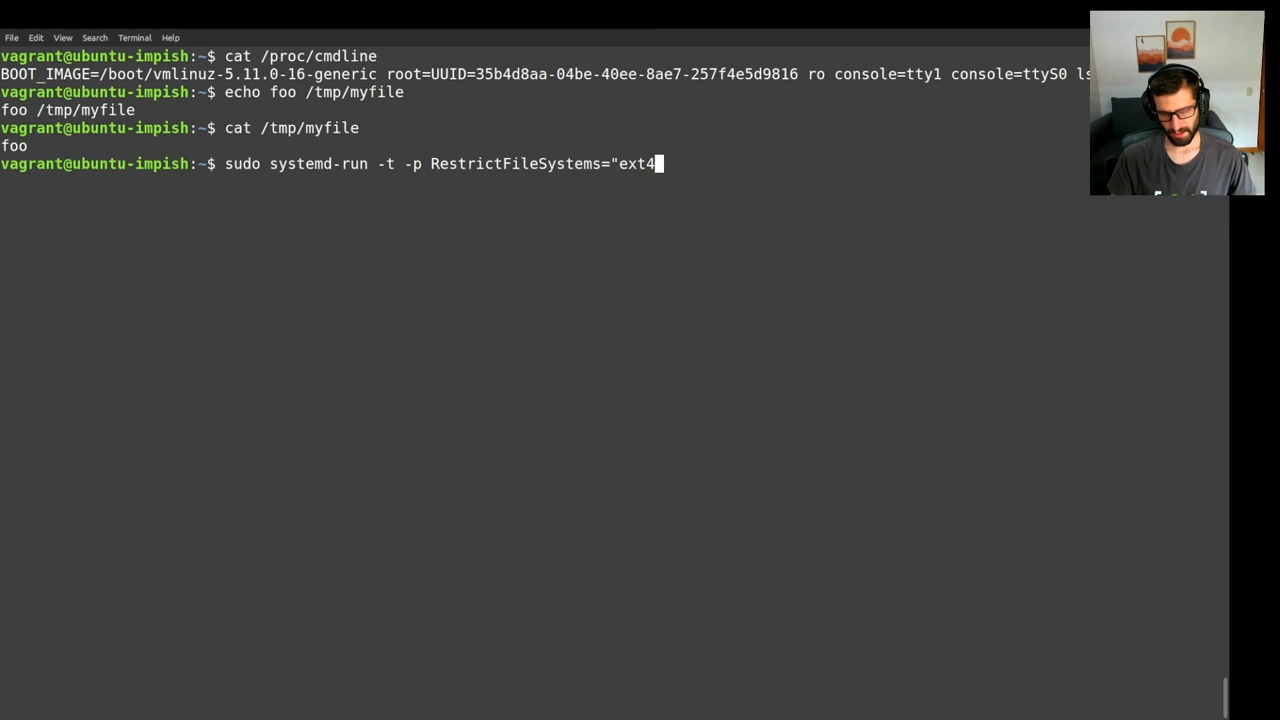 File Edit View Search Terminal Help
vagrant@ubuntu-impish:~$ cat /proc/cmdline
BOOT_IMAGE=/boot/vmlinuz-5.11.0-16-generic root=UUID=35b4d8aa-04be-40ee-8ae7-257f4e5d9816 ro console=tty1 console=ttyS0 ls
vagrant@ubuntu-impish:~$ echo foo /tmp/myfile
foo /tmp/myfile
vagrant@ubuntu-impish:~$ cat /tmp/myfile
foo
vagrant@ubuntu-impish:~$ sudo systemd-run -t -p RestrictFileSystems="ext4